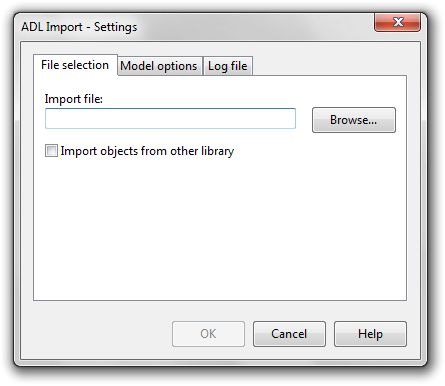 ADL Import - Settings
File selection
Model options
Log file
Import file:
Browse...
Import objects from other library
OK
Cancel
Help